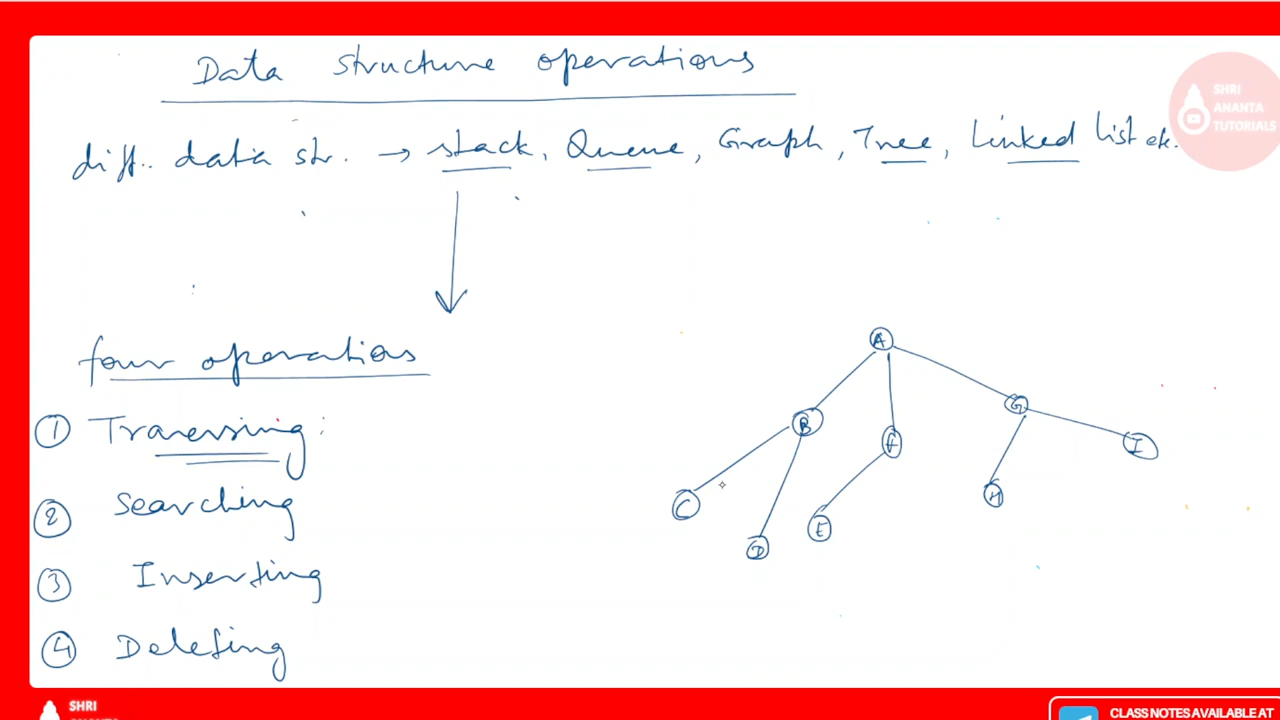 Data structure operations
diff.. data str. → stack, Queue, Graph, Tree, Linked list etc.
SHRI
ANANTA
TUTORIALS
four operations
① Traversing
② Searching
③ Inserting
④ Deleting
A
B
F
G
I
C
D
E
H
SHRI
ANANTA
CLASS NOTES AVAILABLE AT